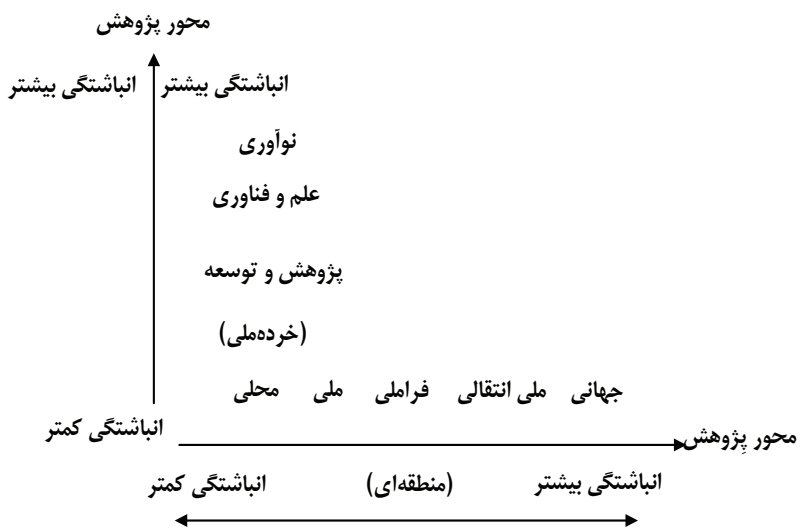 محور پژوهش
انباشتگی بیشتر انباشتگی بیشتر
نوآوری
علم و فناوری
پژوهش و توسعه
(خرده‌ملی)
جهانی ملی انتقالی فراملی ملی محلی
انباشتگی کمتر
محور پِژوهش
انباشتگی بیشتر (منطقه‌ای) انباشتگی کمتر